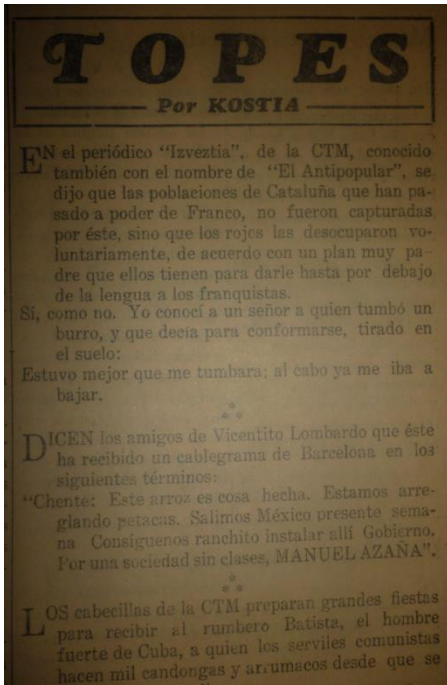 TOPES
Por KOSTIA
EN el periódico "Izveztia", de la CTM, conocido
también con el nombre de "El Antipopular", se
dijo que las poblaciones de Cataluña que han pa-
sado a poder de Franco, no fueron capturadas
por éste, sino que los rojos las desocuparon vo-
luntariamente, de acuerdo con un plan muy pa-
dre que ellos tienen para darle hasta por debajo
de la lengua a los franquistas.
Sí, como no. Yo conocí a un señor a quien tumbó un
burro, y que decía para conformarse, tirado en
el suelo:
Estuvo mejor que me tumbara; al cabo ya me iba a
bajar.
DICEN los amigos de Vicentito Lombardo que éste
ha recibido un cablegrama de Barcelona en los
siguientes términos:
"Chente: Este arroz es cosa hecha. Estamos arre-
glando petacas. Salimos México presente sema-
na Consíguenos ranchito instalar allí Gobierno.
Por una sociedad sin clases, MANUEL AZAÑA".
LOS cabecillas de la CTM preparan grandes fiestas
para recibir al rumbero Batista, el hombre
fuerte de Cuba, a quien los serviles comunistas
hacen mil candongas y arrumacos desde que se